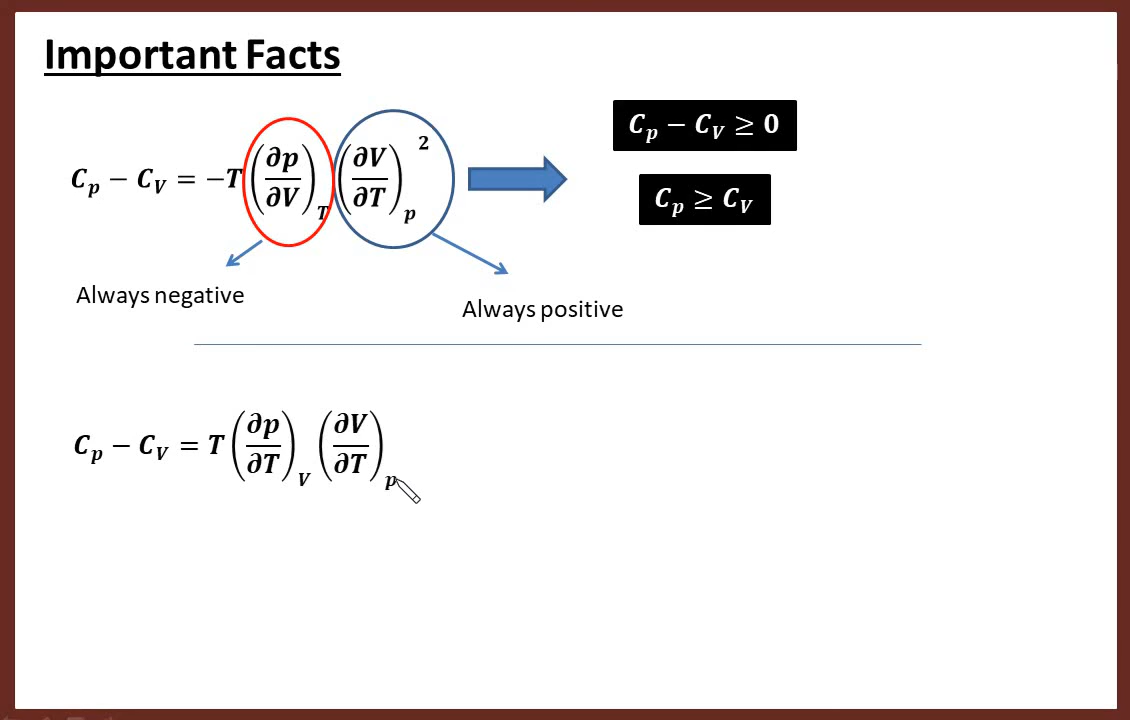 Important Facts
C_p − C_V = −T (∂p/∂V)_T (∂V/∂T)_p^2
C_p − C_V ≥ 0
C_p ≥ C_V
Always negative
Always positive
C_p − C_V = T (∂p/∂T)_V (∂V/∂T)_p